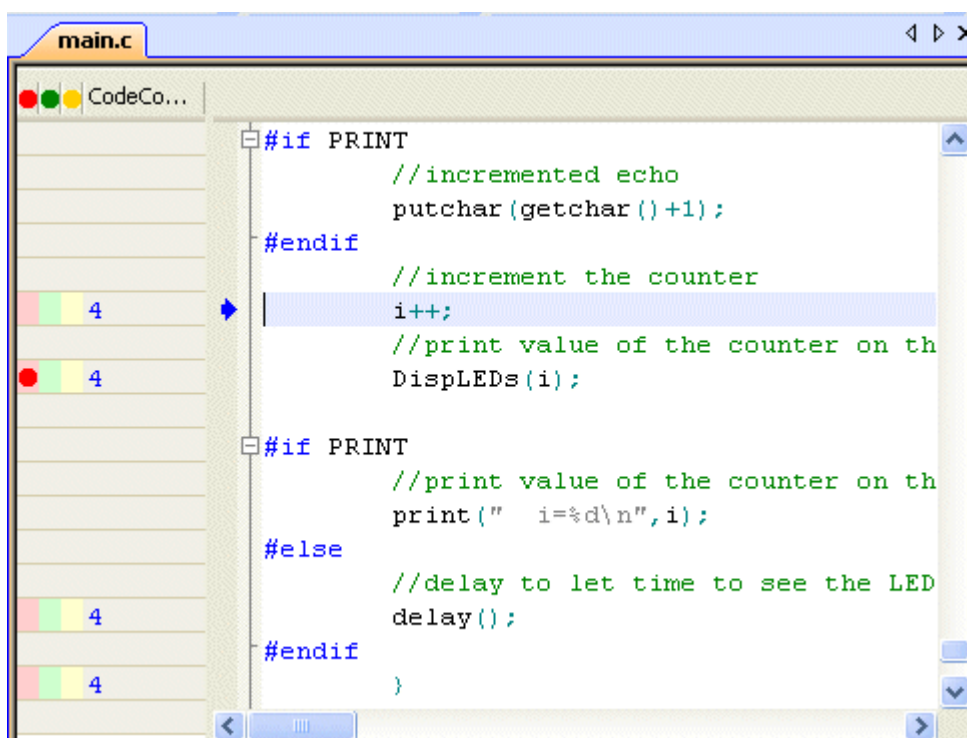 main.c
CodeCo...
#if PRINT
//incremented echo
putchar(getchar()+1);
#endif
//increment the counter
4 i++;
//print value of the counter on th
4 DispLEDs(i);
#if PRINT
//print value of the counter on th
print("  i=%d\n",i);
#else
//delay to let time to see the LED
4 delay();
#endif
4 }